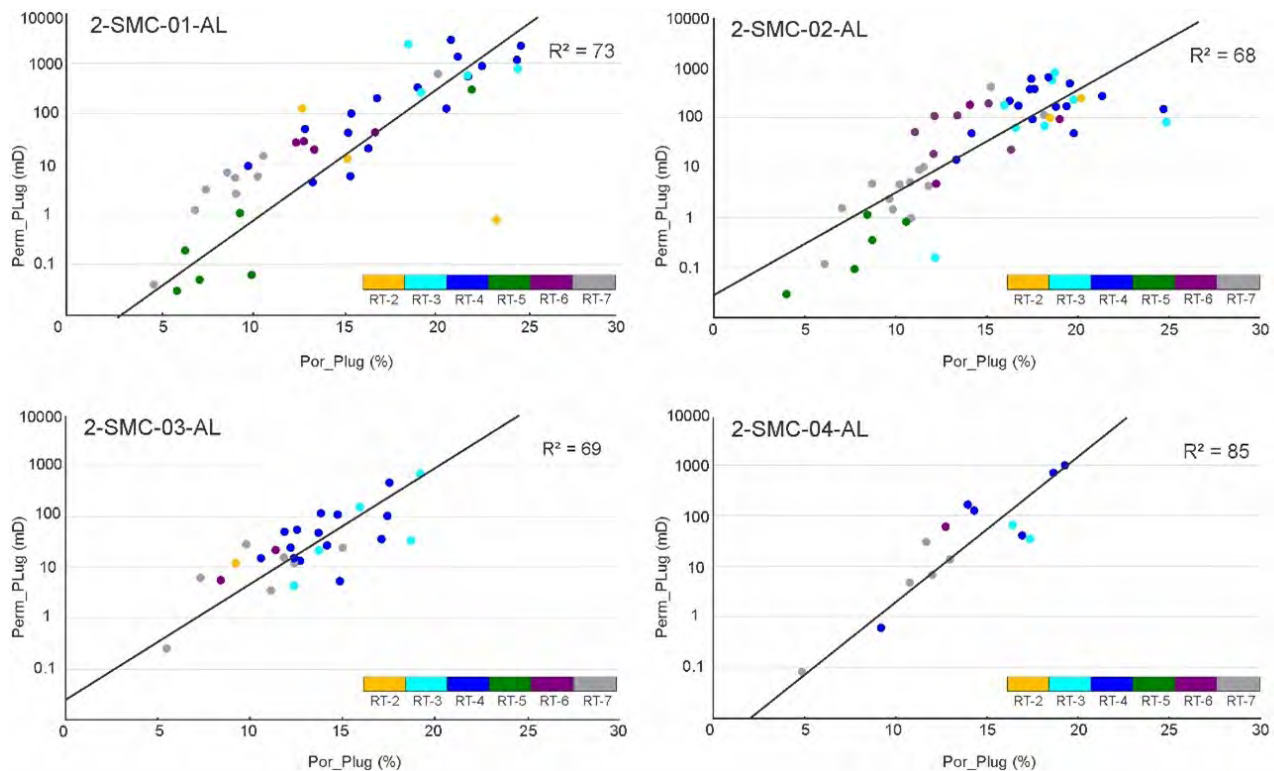 2-SMC-01-AL
R² = 73
Perm_PLug (mD)
10000
1000
100
10
1
0.1
0 5 10 15 20 25 30
Por_Plug (%)
RT-2 RT-3 RT-4 RT-5 RT-6 RT-7
2-SMC-02-AL
R² = 68
Perm_PLug (mD)
10000
1000
100
10
1
0.1
0 5 10 15 20 25 30
Por_Plug (%)
RT-2 RT-3 RT-4 RT-5 RT-6 RT-7
2-SMC-03-AL
R² = 69
Perm_PLug (mD)
10000
1000
100
10
1
0.1
0 5 10 15 20 25 30
Por_Plug (%)
RT-2 RT-3 RT-4 RT-5 RT-6 RT-7
2-SMC-04-AL
R² = 85
Perm_PLug (mD)
10000
1000
100
10
1
0.1
0 5 10 15 20 25 30
Por_Plug (%)
RT-2 RT-3 RT-4 RT-5 RT-6 RT-7